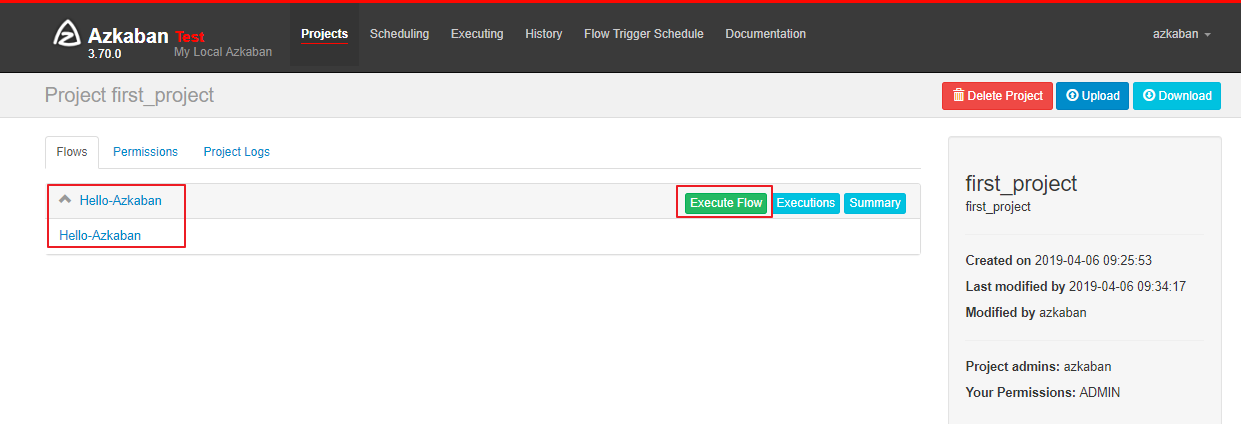 Azkaban Test
3.70.0 My Local Azkaban
Projects Scheduling Executing History Flow Trigger Schedule Documentation azkaban
Project first_project
Delete Project Upload Download
Flows Permissions Project Logs
Hello-Azkaban Execute Flow Executions Summary
Hello-Azkaban
first_project
first_project
Created on 2019-04-06 09:25:53
Last modified by 2019-04-06 09:34:17
Modified by azkaban
Project admins: azkaban
Your Permissions: ADMIN